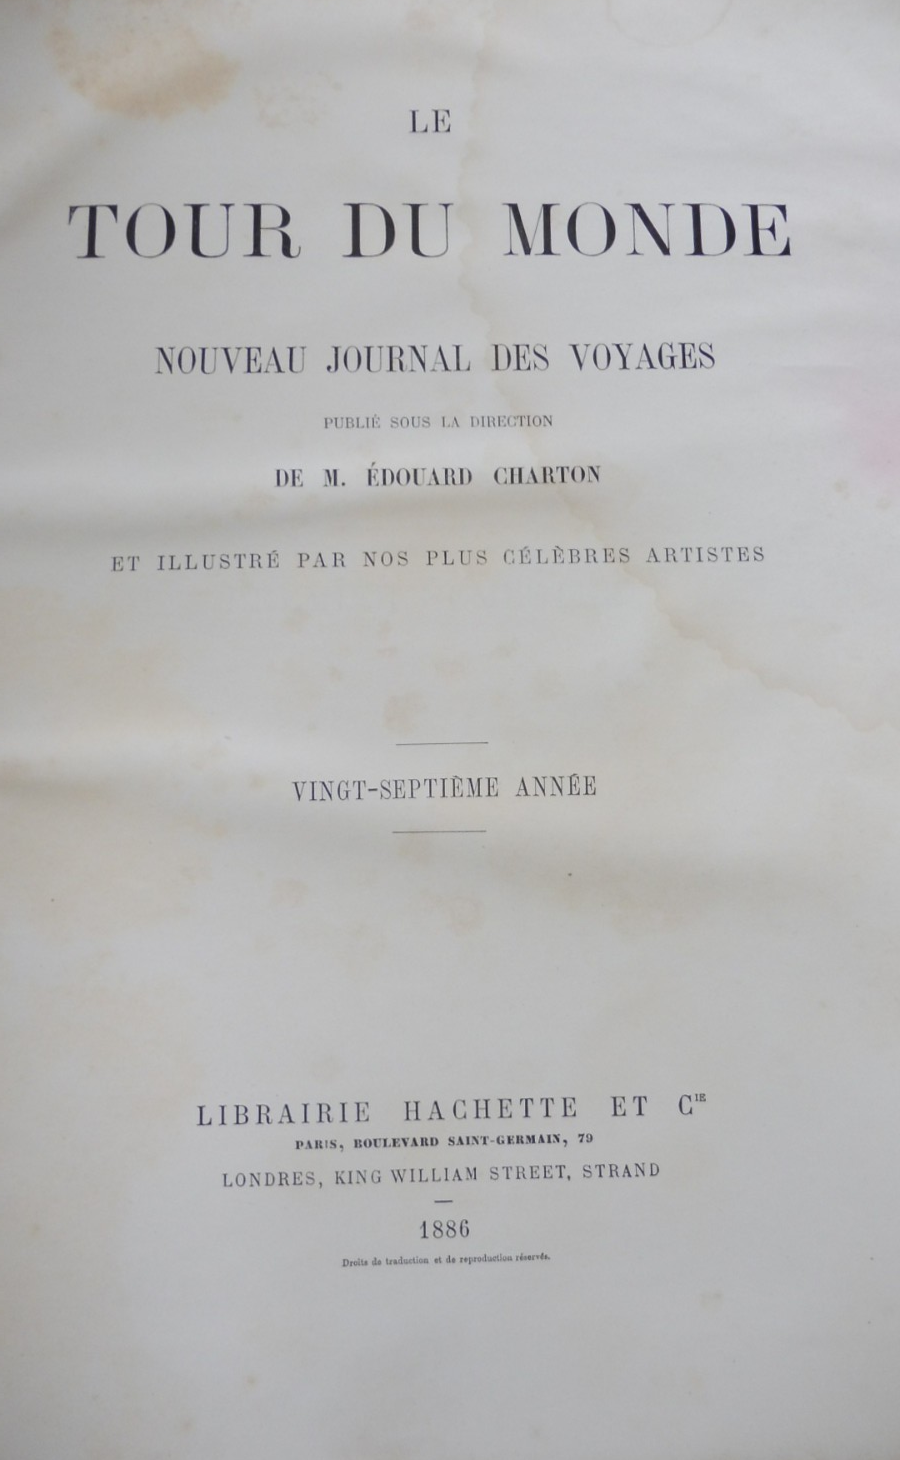 LE
TOUR DU MONDE
NOUVEAU JOURNAL DES VOYAGES
PUBLIÉ SOUS LA DIRECTION
DE M. ÉDOUARD CHARTON
ET ILLUSTRÉ PAR NOS PLUS CÉLÈBRES ARTISTES
VINGT-SEPTIÈME ANNÉE
LIBRAIRIE HACHETTE ET CIE
PARIS, BOULEVARD SAINT-GERMAIN, 79
LONDRES, KING WILLIAM STREET, STRAND
1886
Droits de traduction et de reproduction réservés.